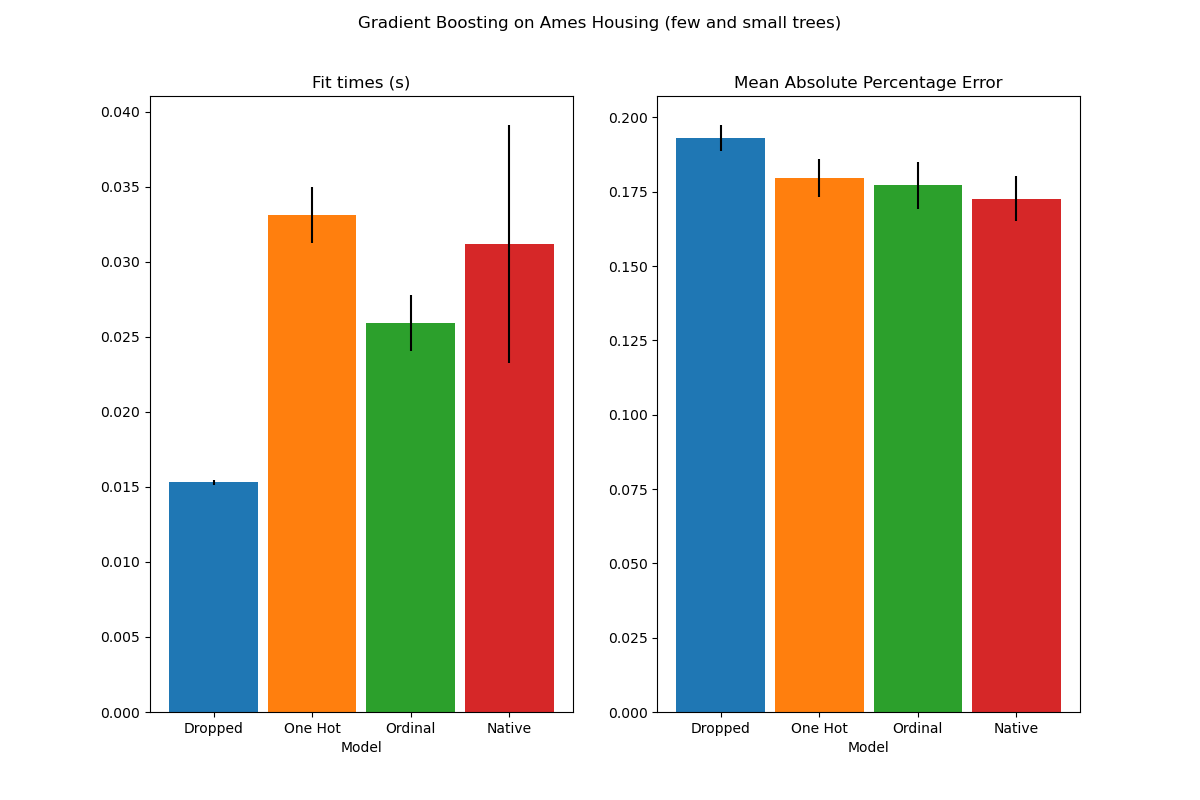 Gradient Boosting on Ames Housing (few and small trees)
Fit times (s)
0.040
0.035
0.030
0.025
0.020
0.015
0.010
0.005
0.000
Dropped One Hot Ordinal Native
Model
Mean Absolute Percentage Error
0.200
0.175
0.150
0.125
0.100
0.075
0.050
0.025
0.000
Dropped One Hot Ordinal Native
Model